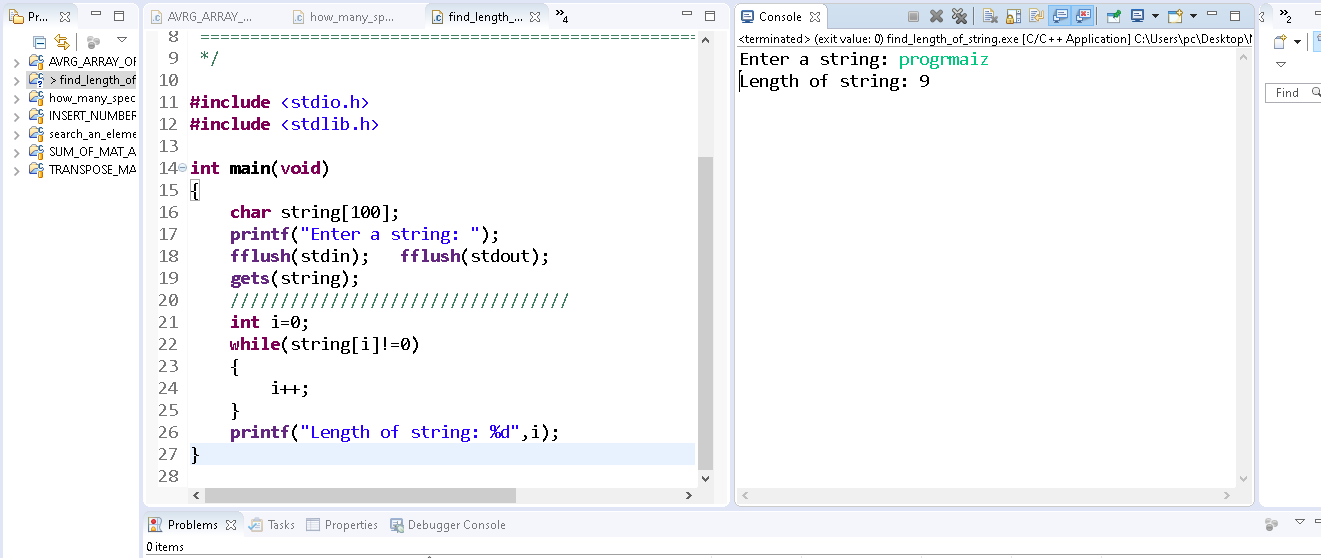 Pr...
AVRG_ARRAY_OF
> find_length_of
how_many_spec
INSERT_NUMBER
search_an_eleme
SUM_OF_MAT_A
TRANSPOSE_MA
AVRG_ARRAY_...
how_many_sp...
find_length_...
»4
8 ================================================
9 */
10
11 #include <stdio.h>
12 #include <stdlib.h>
13
14 int main(void)
15 {
16 char string[100];
17 printf("Enter a string: ");
18 fflush(stdin); fflush(stdout);
19 gets(string);
20 //////////////////////////////////
21 int i=0;
22 while(string[i]!=0)
23 {
24 i++;
25 }
26 printf("Length of string: %d",i);
27 }
28
Console
<terminated> (exit value: 0) find_length_of_string.exe [C/C++ Application] C:\Users\pc\Desktop\
Enter a string: progrmaiz
Length of string: 9
»2
Find
Problems
Tasks
Properties
Debugger Console
0 items